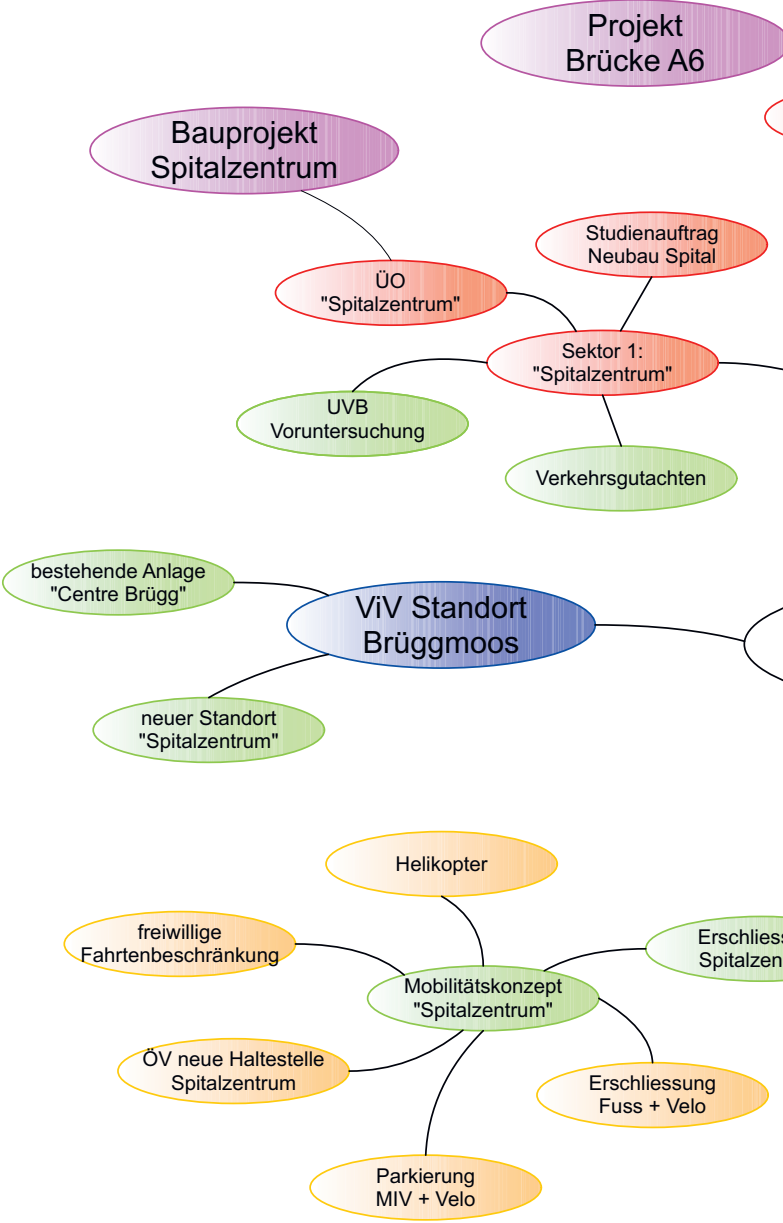 Projekt
Brücke A6
Bauprojekt
Spitalzentrum
Studienauftrag
Neubau Spital
ÜO
"Spitalzentrum"
Sektor 1:
"Spitalzentrum"
UVB
Voruntersuchung
Verkehrsgutachten
bestehende Anlage
"Centre Brügg"
ViV Standort
Brüggmoos
neuer Standort
"Spitalzentrum"
Helikopter
freiwillige
Fahrtenbeschränkung
Erschliess
Spitalzen
Mobilitätskonzept
"Spitalzentrum"
ÖV neue Haltestelle
Spitalzentrum
Erschliessung
Fuss + Velo
Parkierung
MIV + Velo